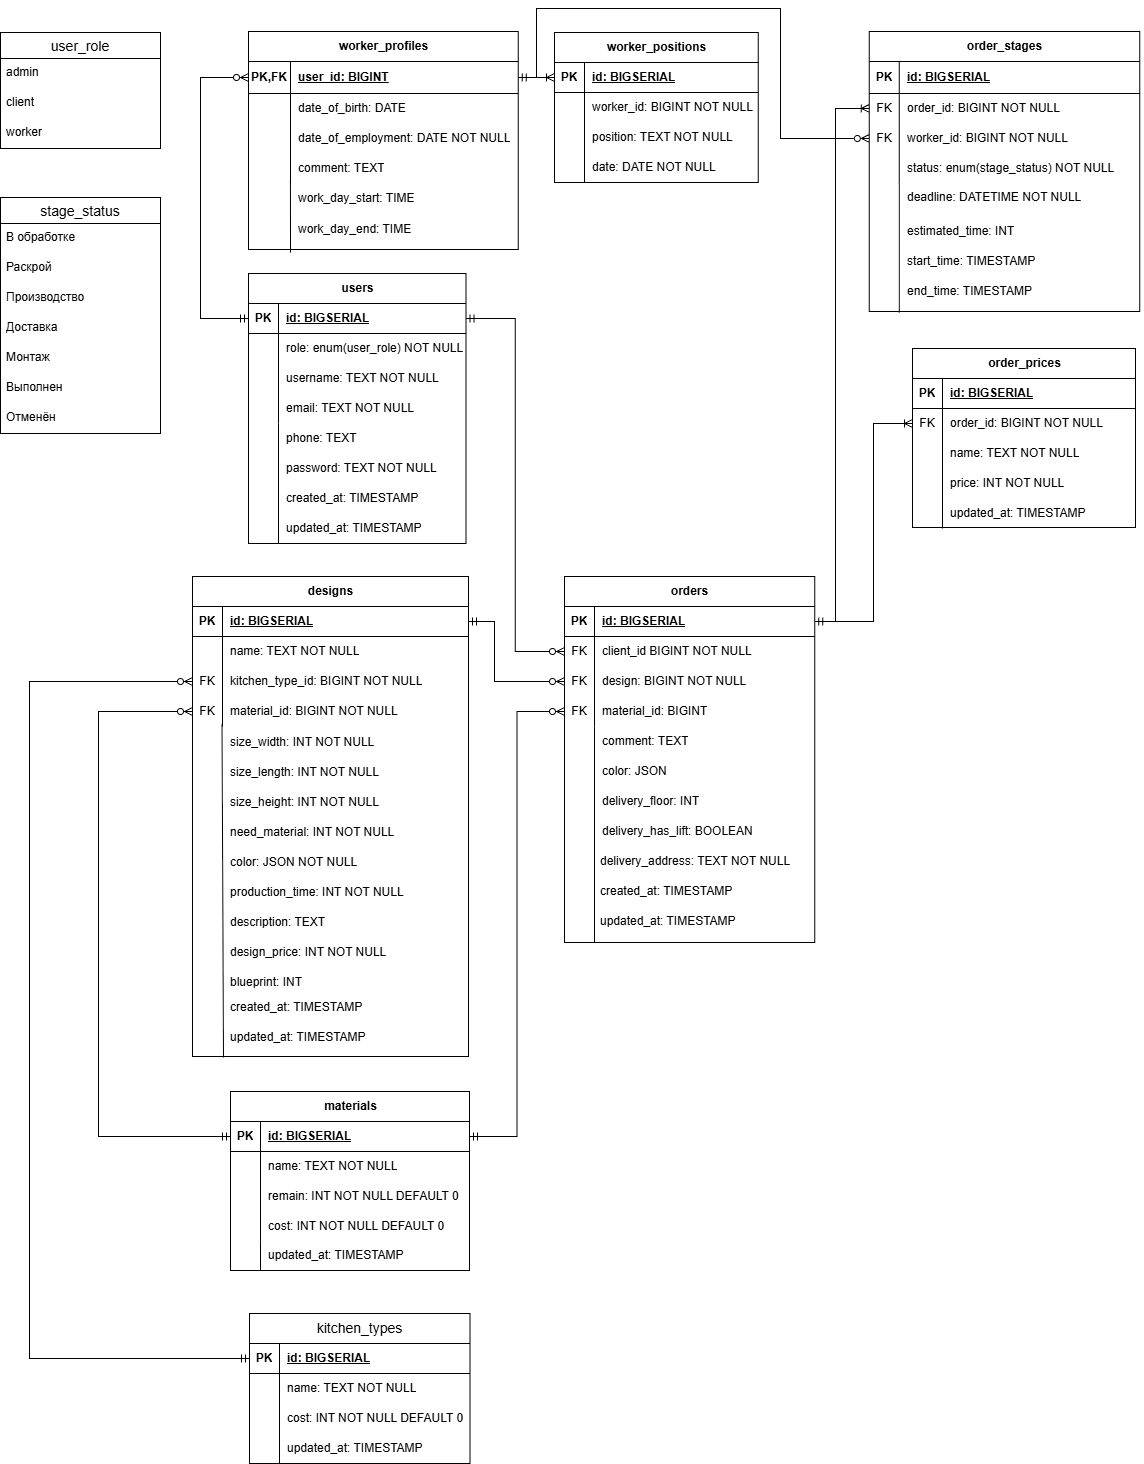 user_role
admin
client
worker
stage_status
В обработке
Раскрой
Производство
Доставка
Монтаж
Выполнен
Отменён
worker_profiles
PK,FK user_id: BIGINT
date_of_birth: DATE
date_of_employment: DATE NOT NULL
comment: TEXT
work_day_start: TIME
work_day_end: TIME
worker_positions
PK id: BIGSERIAL
worker_id: BIGINT NOT NULL
position: TEXT NOT NULL
date: DATE NOT NULL
order_stages
PK id: BIGSERIAL
FK order_id: BIGINT NOT NULL
FK worker_id: BIGINT NOT NULL
status: enum(stage_status) NOT NULL
deadline: DATETIME NOT NULL
estimated_time: INT
start_time: TIMESTAMP
end_time: TIMESTAMP
users
PK id: BIGSERIAL
role: enum(user_role) NOT NULL
username: TEXT NOT NULL
email: TEXT NOT NULL
phone: TEXT
password: TEXT NOT NULL
created_at: TIMESTAMP
updated_at: TIMESTAMP
order_prices
PK id: BIGSERIAL
FK order_id: BIGINT NOT NULL
name: TEXT NOT NULL
price: INT NOT NULL
updated_at: TIMESTAMP
designs
PK id: BIGSERIAL
name: TEXT NOT NULL
FK kitchen_type_id: BIGINT NOT NULL
FK material_id: BIGINT NOT NULL
size_width: INT NOT NULL
size_length: INT NOT NULL
size_height: INT NOT NULL
need_material: INT NOT NULL
color: JSON NOT NULL
production_time: INT NOT NULL
description: TEXT
design_price: INT NOT NULL
blueprint: INT
created_at: TIMESTAMP
updated_at: TIMESTAMP
orders
PK id: BIGSERIAL
FK client_id BIGINT NOT NULL
FK design: BIGINT NOT NULL
FK material_id: BIGINT
comment: TEXT
color: JSON
delivery_floor: INT
delivery_has_lift: BOOLEAN
delivery_address: TEXT NOT NULL
created_at: TIMESTAMP
updated_at: TIMESTAMP
materials
PK id: BIGSERIAL
name: TEXT NOT NULL
remain: INT NOT NULL DEFAULT 0
cost: INT NOT NULL DEFAULT 0
updated_at: TIMESTAMP
kitchen_types
PK id: BIGSERIAL
name: TEXT NOT NULL
cost: INT NOT NULL DEFAULT 0
updated_at: TIMESTAMP